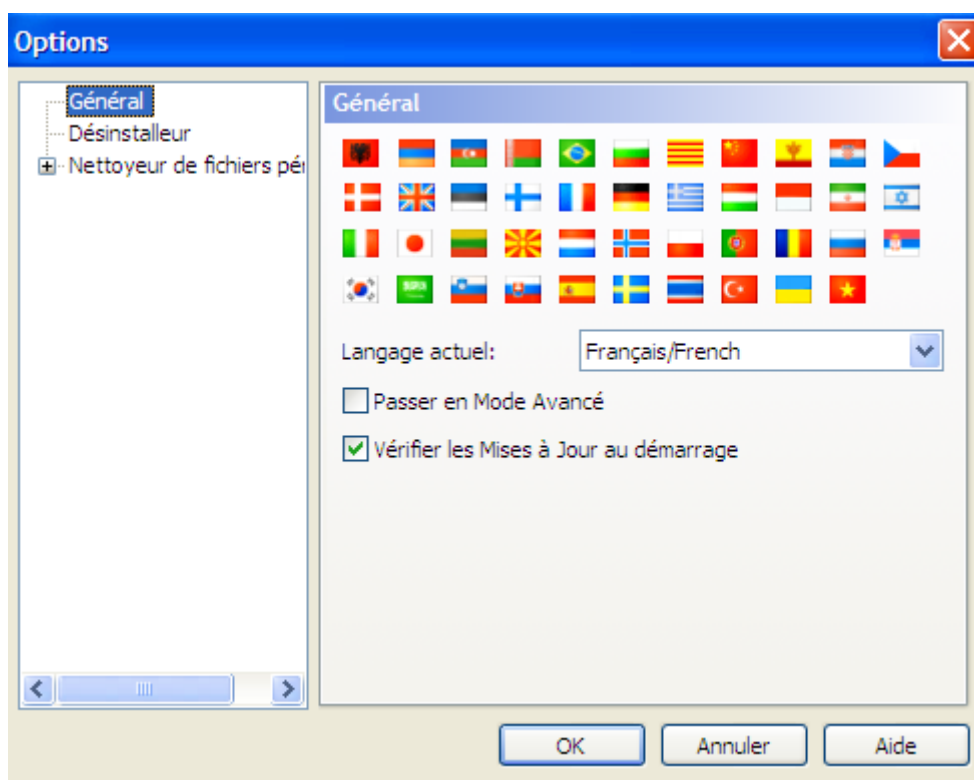 Options
Général
Désinstalleur
Nettoyeur de fichiers pér
Général
Langage actuel:
Français/French
Passer en Mode Avancé
Vérifier les Mises à Jour au démarrage
OK
Annuler
Aide